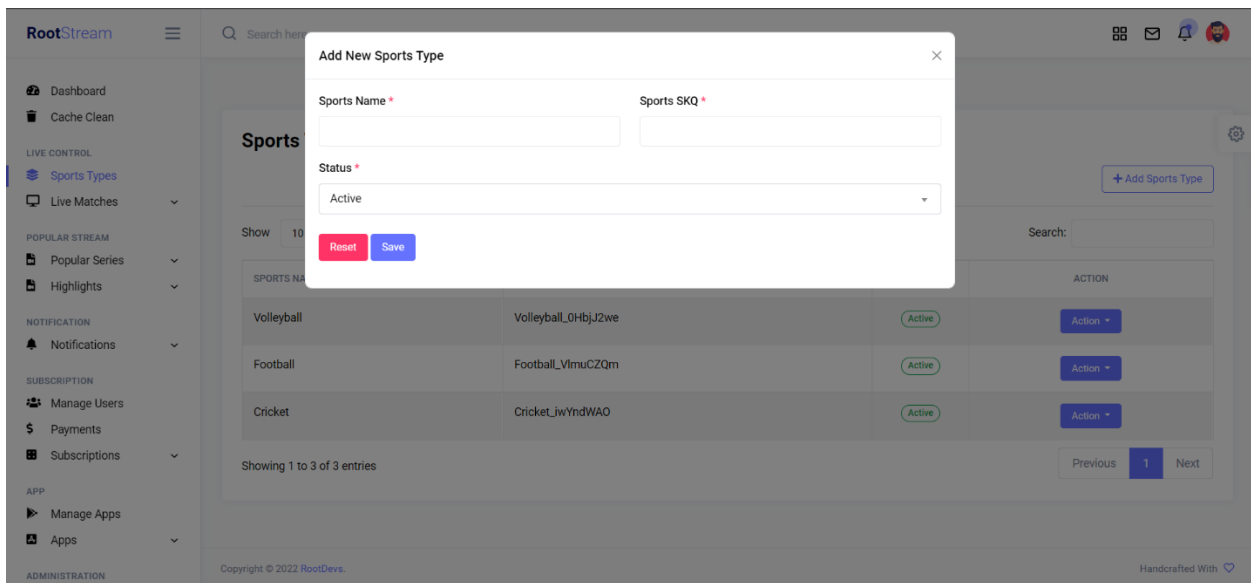 RootStream
Search here
Add New Sports Type
Sports Name *
Sports SKQ *
Status *
Active
Reset
Save
Dashboard
Cache Clean
LIVE CONTROL
Sports Types
Live Matches
POPULAR STREAM
Popular Series
Highlights
NOTIFICATION
Notifications
SUBSCRIPTION
Manage Users
Payments
Subscriptions
APP
Manage Apps
Apps
ADMINISTRATION
Sports
Add Sports Type
Show 10
Search:
SPORTS NA
ACTION
Volleyball Volleyball_0HbjJ2we Active Action
Football Football_VlmuCZQm Active Action
Cricket Cricket_iwYndWAO Active Action
Showing 1 to 3 of 3 entries
Previous 1 Next
Copyright © 2022 RootDevs.
Handcrafted With